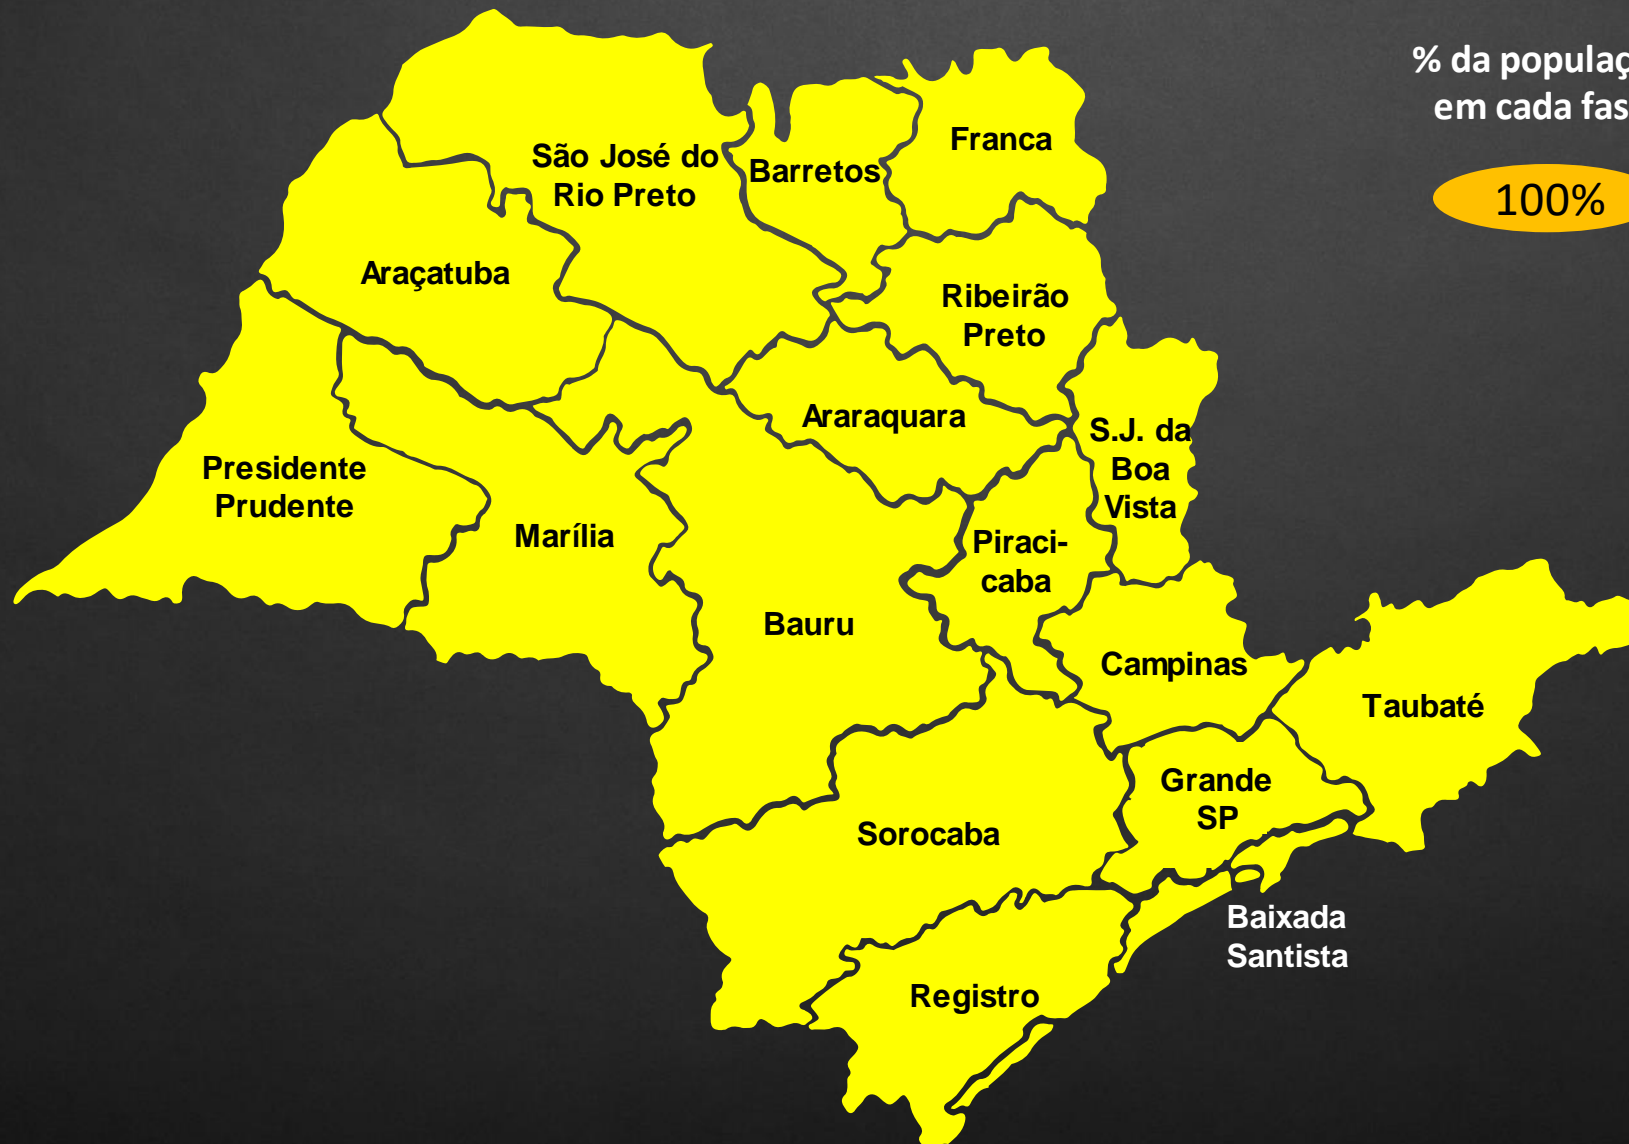 % da populaç
em cada fas
100%
São José do
Rio Preto
Barretos
Franca
Araçatuba
Ribeirão
Preto
Araraquara
S.J. da
Boa
Vista
Presidente
Prudente
Marília
Piraci-
caba
Bauru
Campinas
Taubaté
Grande
SP
Sorocaba
Baixada
Santista
Registro